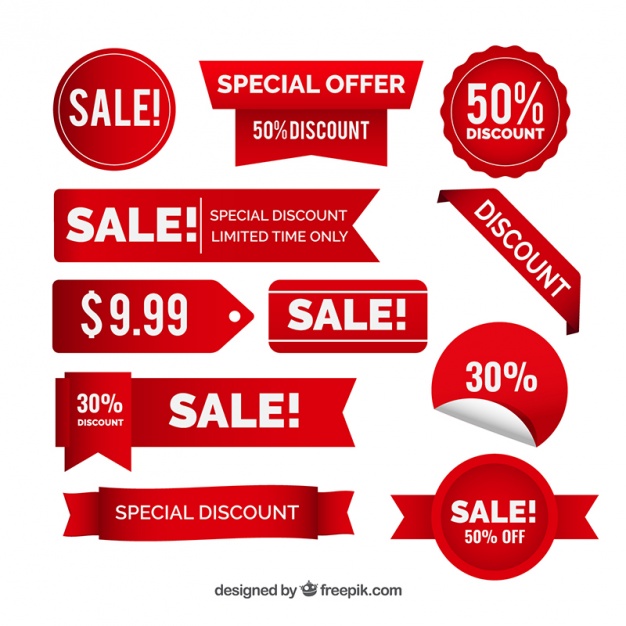 SALE!
SPECIAL OFFER
50% DISCOUNT
50%
DISCOUNT
SALE!
SPECIAL DISCOUNT
LIMITED TIME ONLY
DISCOUNT
$9.99
SALE!
30%
30%
DISCOUNT
SALE!
SPECIAL DISCOUNT
SALE!
50% OFF
designed by freepik.com